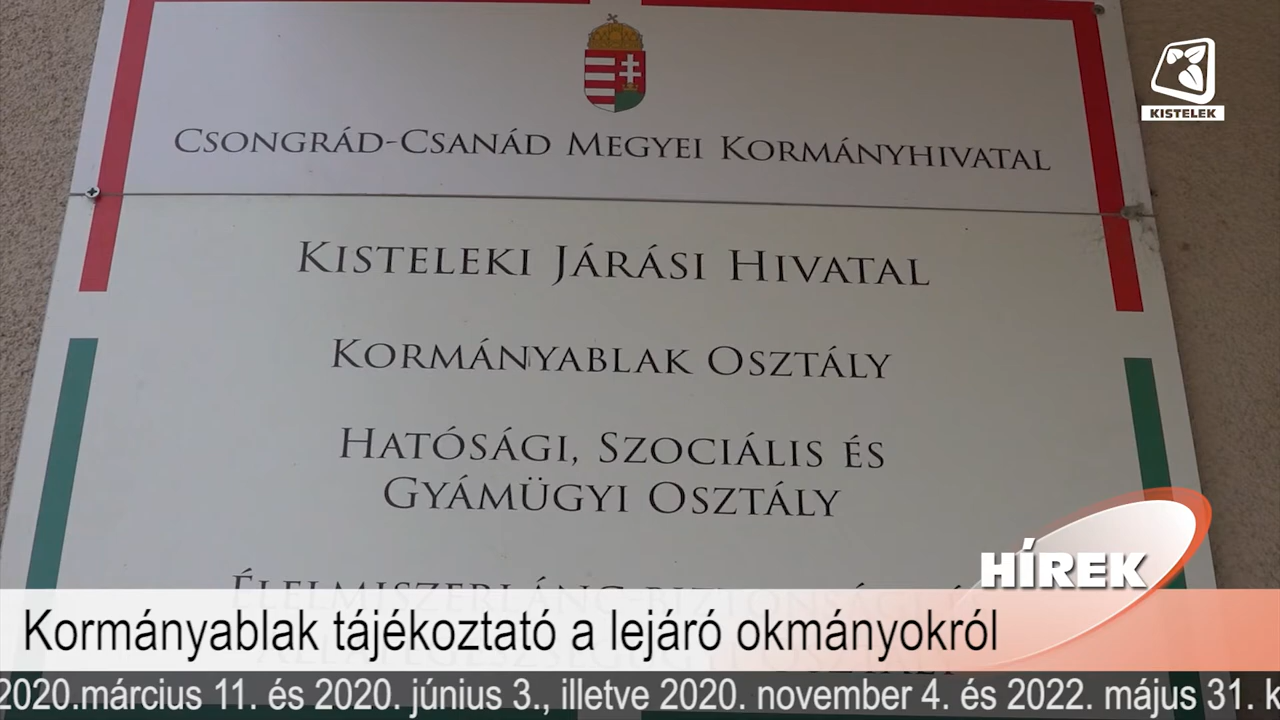 KISTELEK
CSONGRÁD-CSANÁD MEGYEI KORMÁNYHIVATAL
KISTELEKI JÁRÁSI HIVATAL
KORMÁNYABLAK OSZTÁLY
HATÓSÁGI, SZOCIÁLIS ÉS
GYÁMÜGYI OSZTÁLY
HÍREK
Kormányablak tájékoztató a lejáró okmányokról
2020.március 11. és 2020. június 3., illetve 2020. november 4. és 2022. május 31. k